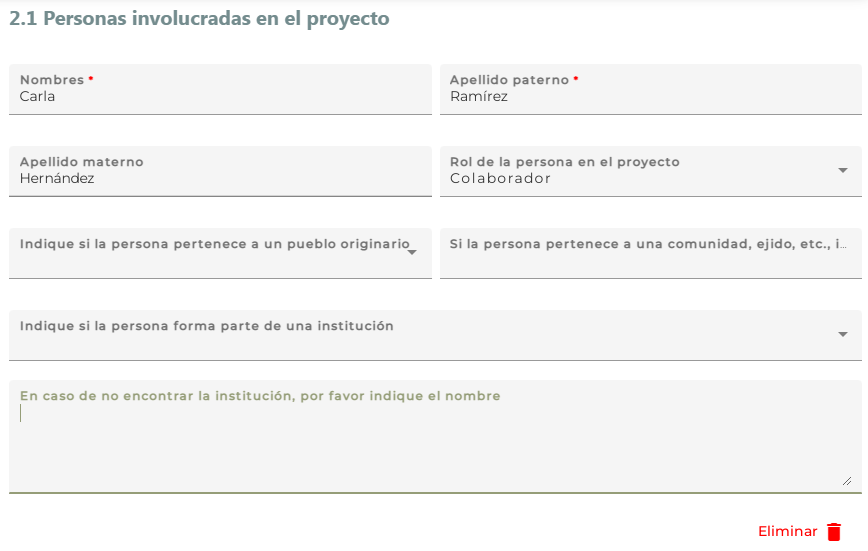 2.1 Personas involucradas en el proyecto
Nombres *
Carla
Apellido paterno *
Ramírez
Apellido materno
Hernández
Rol de la persona en el proyecto
Colaborador
Indique si la persona pertenece a un pueblo originario
Si la persona pertenece a una comunidad, ejido, etc., i...
Indique si la persona forma parte de una institución
En caso de no encontrar la institución, por favor indique el nombre
Eliminar